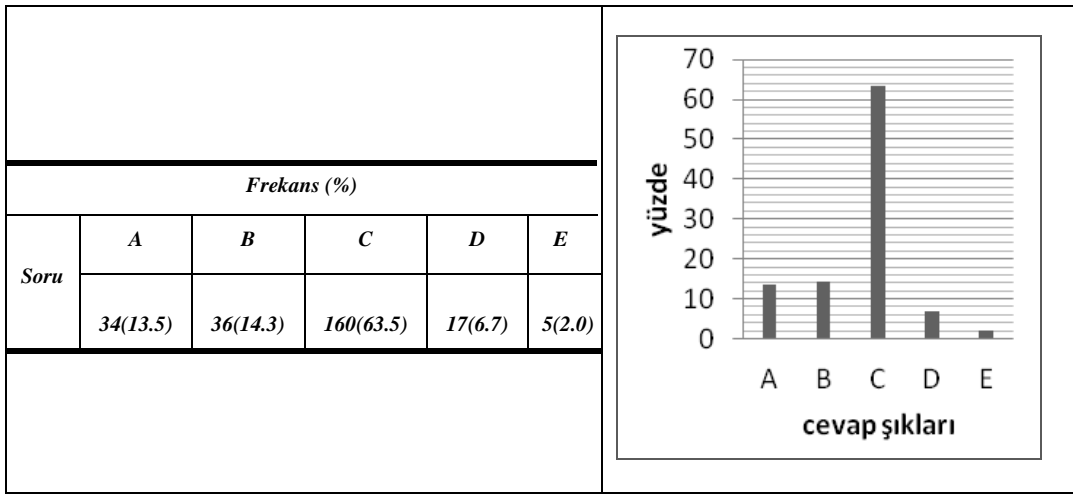 Frekans (%)
Soru
A B C D E
34(13.5) 36(14.3) 160(63.5) 17(6.7) 5(2.0)
70
60
50
40
30
20
10
0
yüzde
A B C D E
cevap şıkları